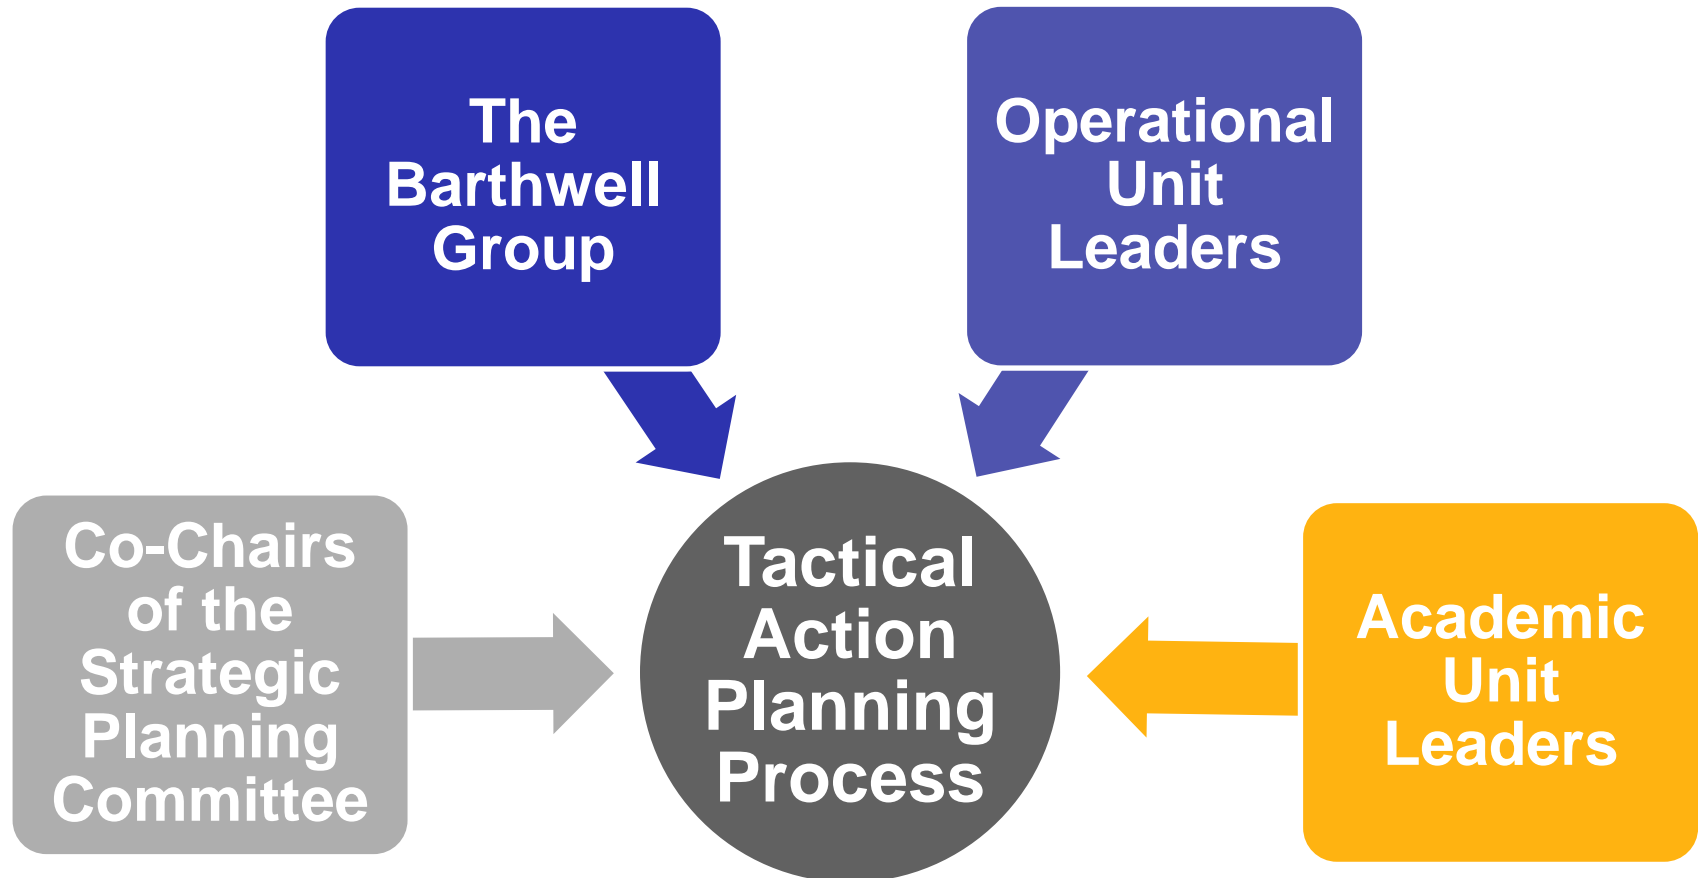 The
Barthwell
Group
Operational
Unit
Leaders
Co-Chairs
of the
Strategic
Planning
Committee
Tactical
Action
Planning
Process
Academic
Unit
Leaders